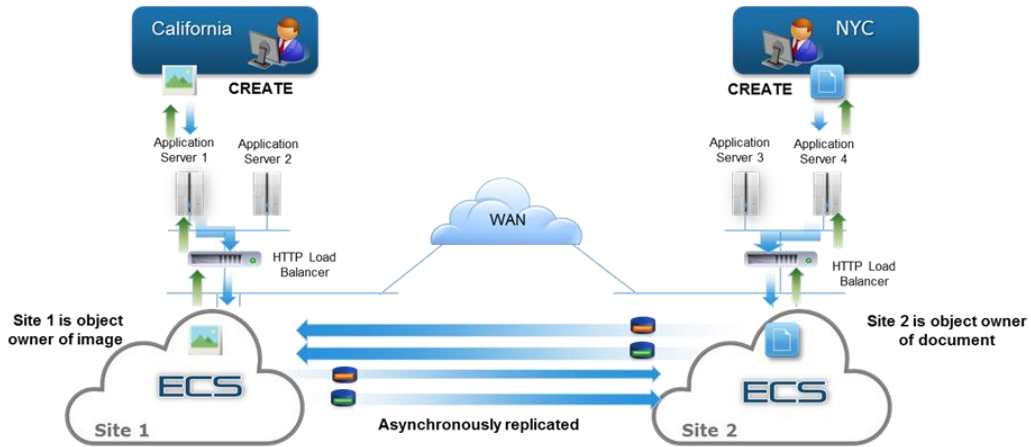 California
NYC
CREATE
CREATE
Application
Server 1
Application
Server 2
Application
Server 3
Application
Server 4
WAN
HTTP Load
Balancer
HTTP Load
Balancer
Site 1 is object
owner of image
Site 2 is object owner
of document
ECS
ECS
Asynchronously replicated
Site 1
Site 2